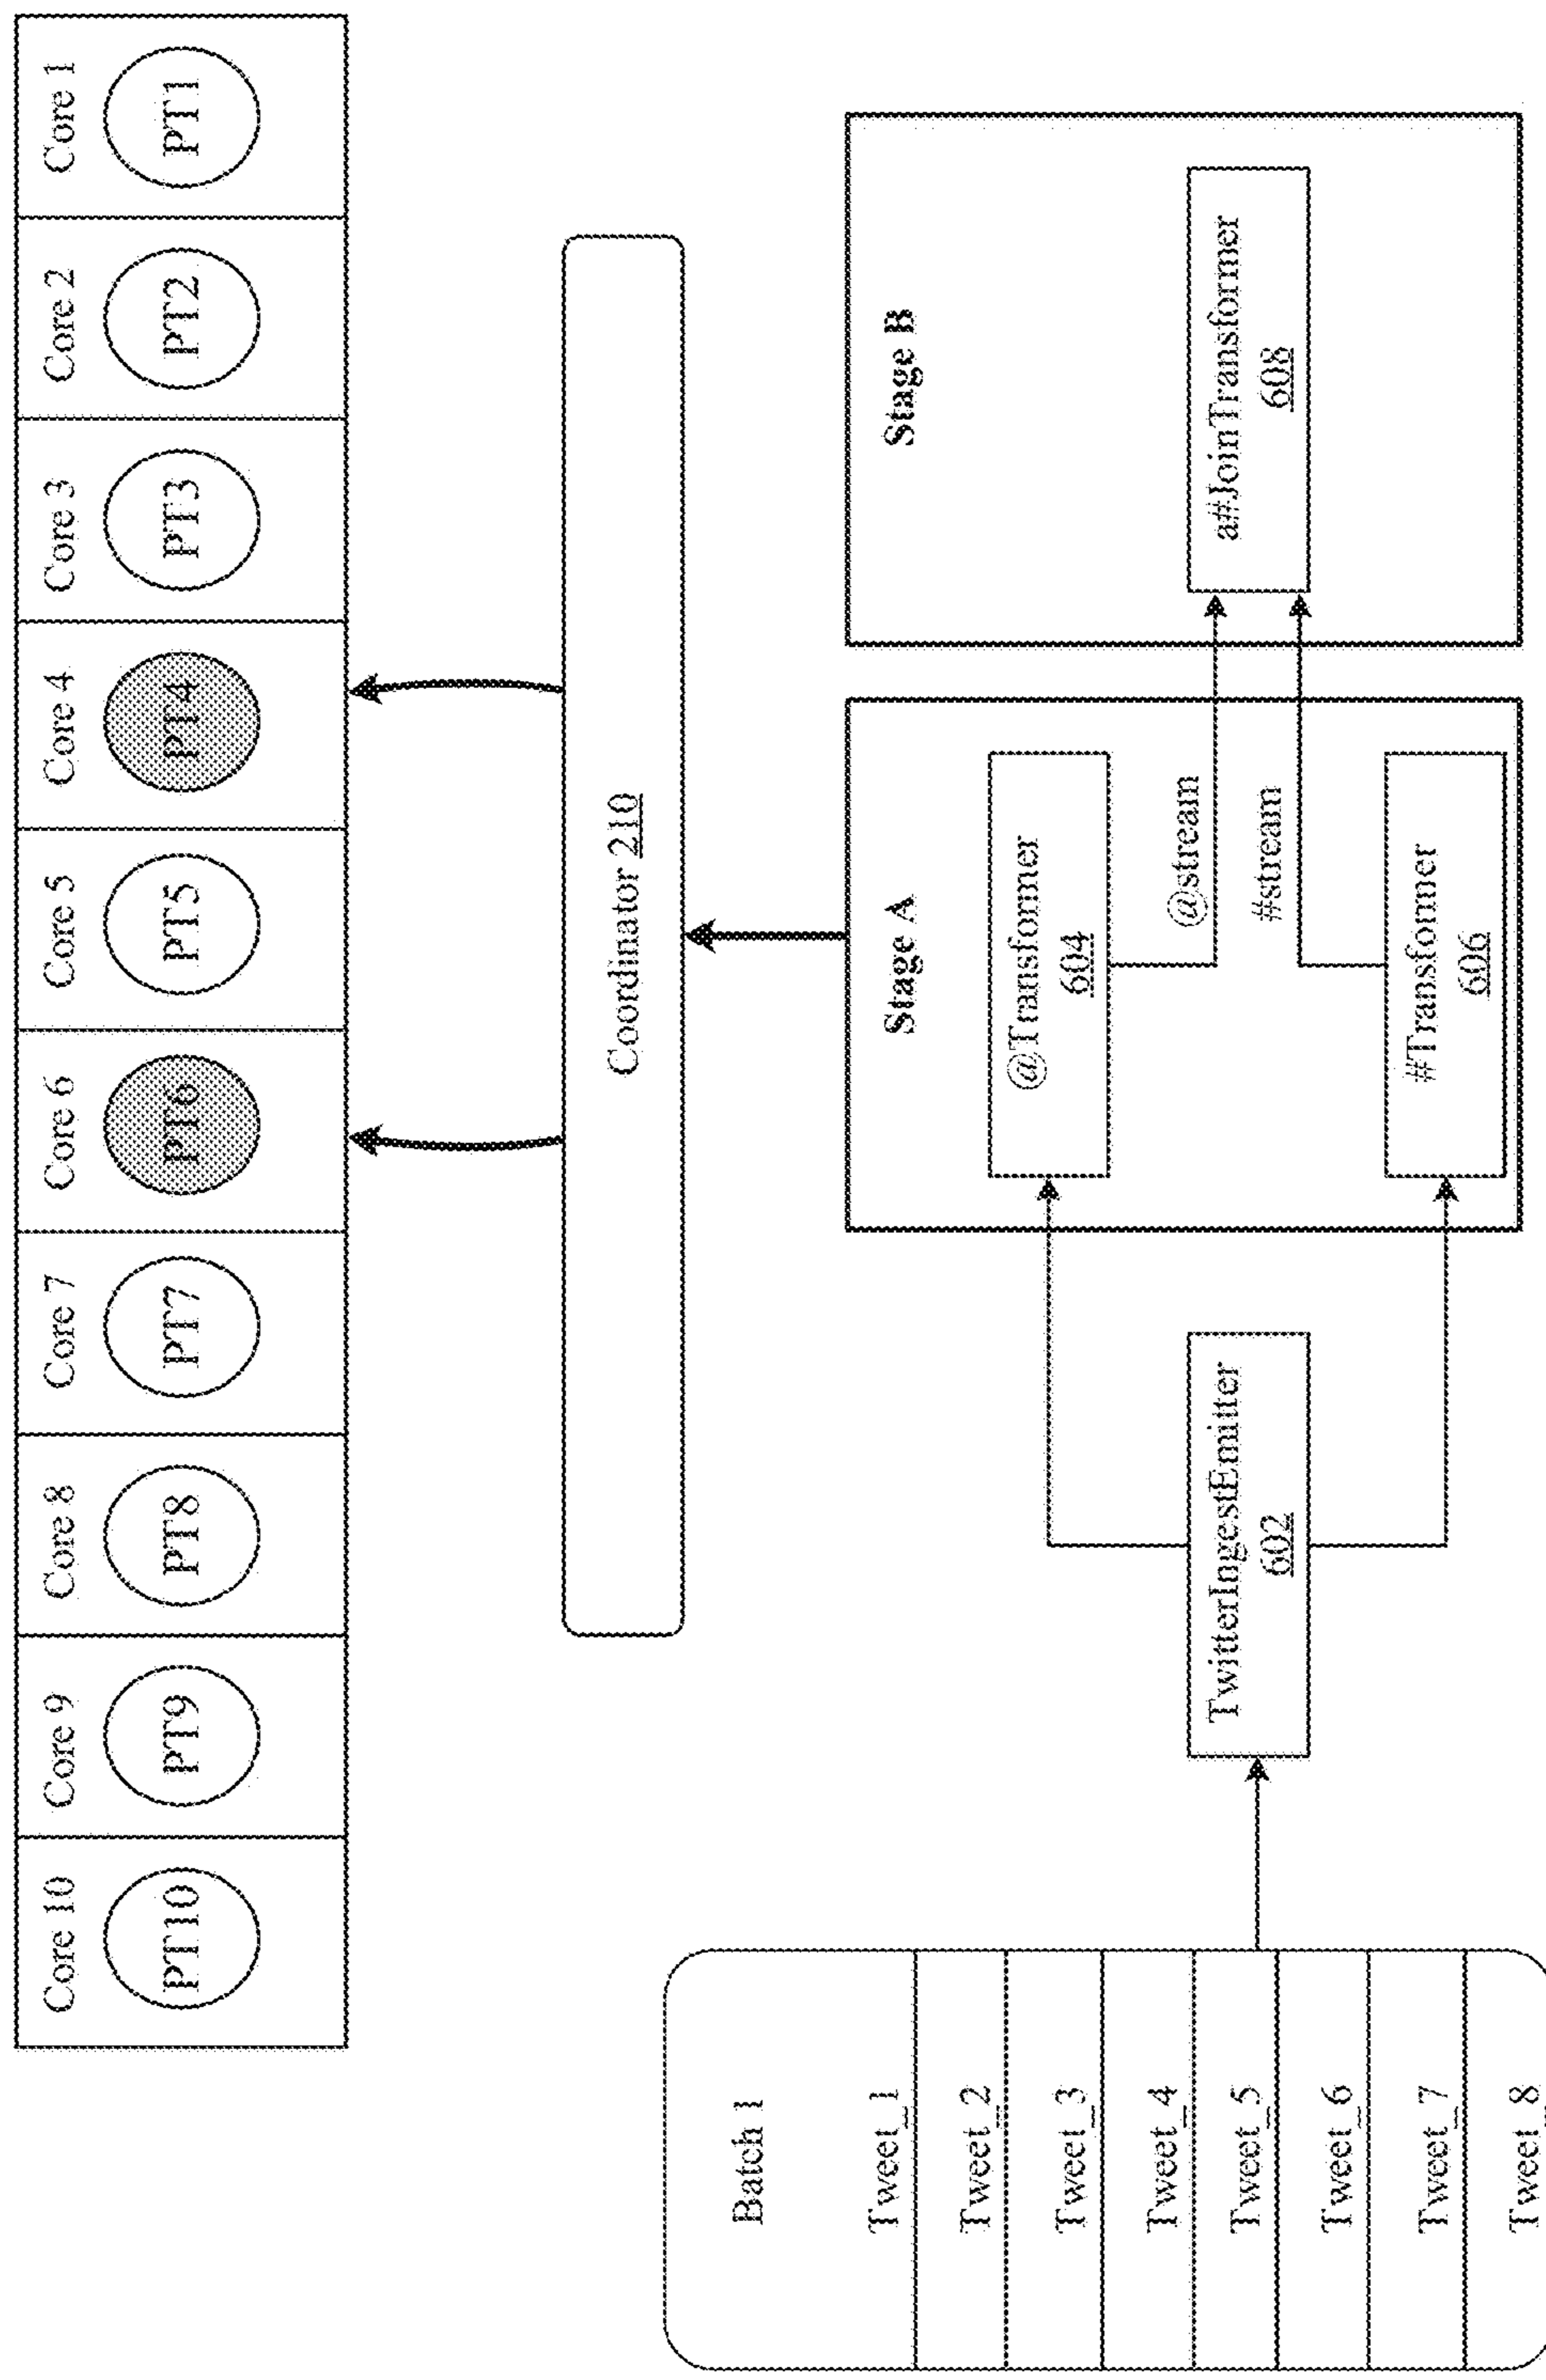 Core 10
Core 9
Core 8
Core 7
Core 6
Core 5
Core 4
Core 3
Core 2
Core 1
PT10
PT9
PT8
PT7
PT6
PT5
PT4
PT3
PT2
PT1
Coordinator 210
Batch 1
Tweet_1
Tweet_2
Tweet_3
Tweet_4
Tweet_5
Tweet_6
Tweet_7
Tweet_8
TwitterIngestEmitter
602
Stage A
@Transformer
604
@stream
#stream
#Transformer
606
Stage B
a#JoinTransformer
608